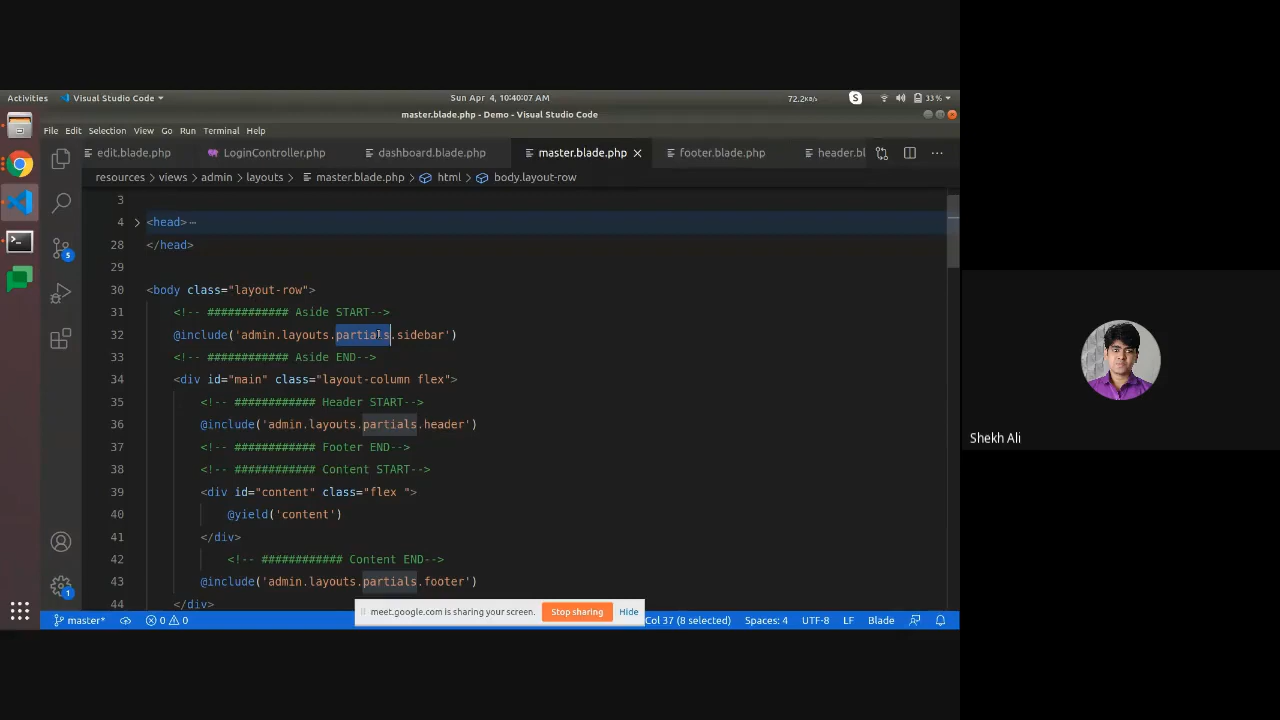 Activities Visual Studio Code Sun Apr 4, 10:40:07 AM 72.2KB/s S 33%
master.blade.php - Demo - Visual Studio Code
File Edit Selection View Go Run Terminal Help
edit.blade.php LoginController.php dashboard.blade.php master.blade.php footer.blade.php header.bl
resources > views > admin > layouts > master.blade.php > html > body.layout-row
3
4 <head>
28 </head>
29
30 <body class="layout-row">
31 <!-- ############ Aside START-->
32 @include('admin.layouts.partials.sidebar')
33 <!-- ############ Aside END-->
34 <div id="main" class="layout-column flex">
35 <!-- ############ Header START-->
36 @include('admin.layouts.partials.header')
37 <!-- ############ Footer END-->
38 <!-- ############ Content START-->
39 <div id="content" class="flex ">
40 @yield('content')
41 </div>
42 <!-- ############ Content END-->
43 @include('admin.layouts.partials.footer')
44 </div>
5
1
meet.google.com is sharing your screen. Stop sharing Hide
master* 0 0 Col 37 (8 selected) Spaces: 4 UTF-8 LF Blade
Shekh Ali